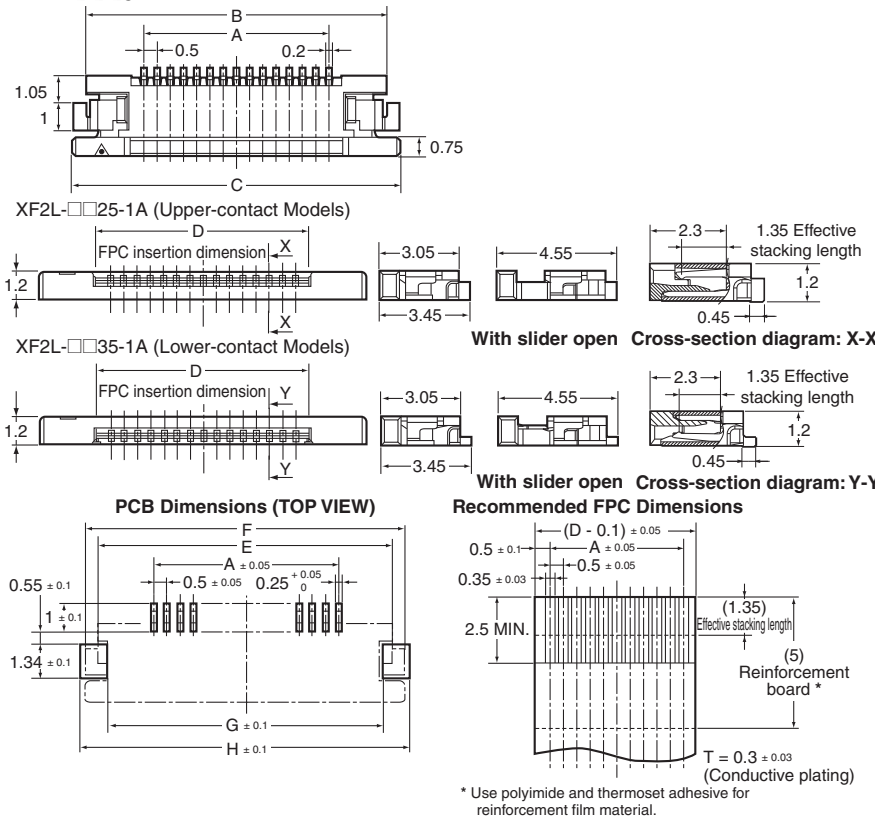 B
A
0.5
0.2
1.05
1
0.75
C
XF2L-□□25-1A (Upper-contact Models)
D
FPC insertion dimension
X
X
1.2
3.05
3.45
4.55
With slider open
2.3
1.35 Effective
stacking length
1.2
0.45
Cross-section diagram: X-X
XF2L-□□35-1A (Lower-contact Models)
D
FPC insertion dimension
Y
Y
1.2
3.05
3.45
4.55
With slider open
2.3
1.35 Effective
stacking length
1.2
0.45
Cross-section diagram: Y-Y
PCB Dimensions (TOP VIEW)
F
E
A ± 0.05
0.5 ± 0.05
0.25 +0.05 0
0.55 ± 0.1
1 ± 0.1
1.34 ± 0.1
G ± 0.1
H ± 0.1
Recommended FPC Dimensions
(D - 0.1) ± 0.05
0.5 ± 0.1
A ± 0.05
0.5 ± 0.05
0.35 ± 0.03
2.5 MIN.
(1.35)
Effective stacking length
(5)
Reinforcement
board *
T = 0.3 ± 0.03
(Conductive plating)
* Use polyimide and thermoset adhesive for
reinforcement film material.